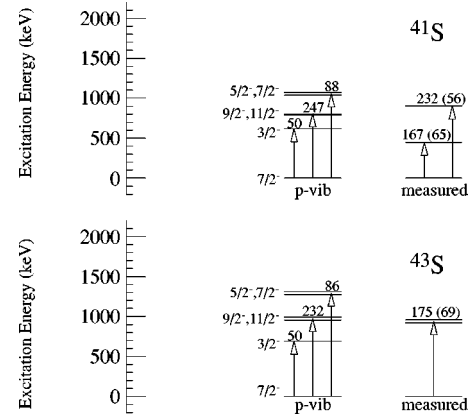 Excitation Energy (keV)
2000
1500
1000
500
0
41S
5/2-,7/2- 88
9/2-,11/2- 247
3/2- 50
7/2-
p-vib
232 (56)
167 (65)
measured
Excitation Energy (keV)
2000
1500
1000
500
0
43S
5/2-,7/2- 86
9/2-,11/2- 232
3/2- 50
7/2-
p-vib
175 (69)
measured